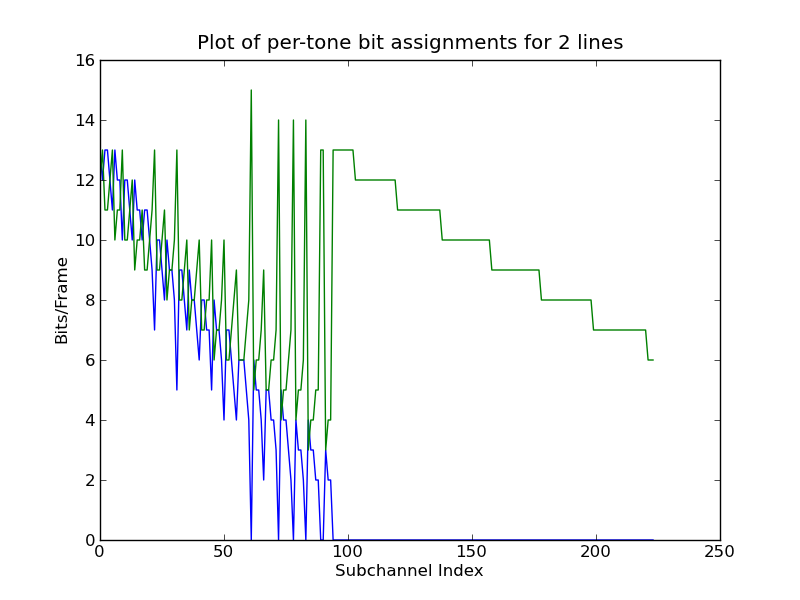 Plot of per-tone bit assignments for 2 lines
16
14
12
10
8
6
4
2
0
Bits/Frame
0 50 100 150 200 250
Subchannel Index